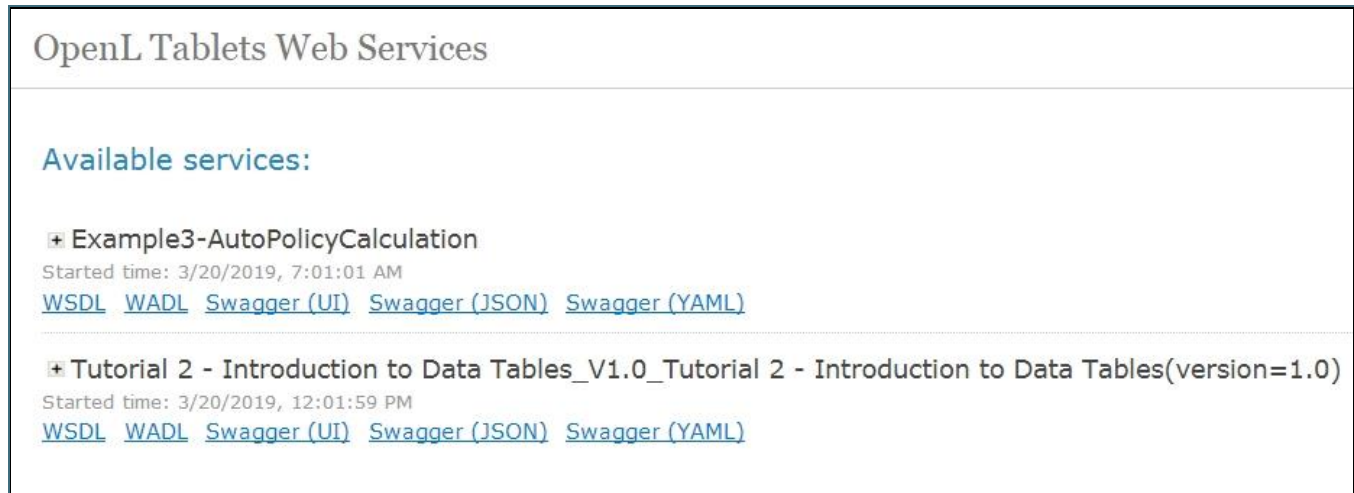 OpenL Tablets Web Services
Available services:
Example3-AutoPolicyCalculation
Started time: 3/20/2019, 7:01:01 AM
WSDL WADL Swagger (UI) Swagger (JSON) Swagger (YAML)
Tutorial 2 - Introduction to Data Tables_V1.0_Tutorial 2 - Introduction to Data Tables(version=1.0)
Started time: 3/20/2019, 12:01:59 PM
WSDL WADL Swagger (UI) Swagger (JSON) Swagger (YAML)